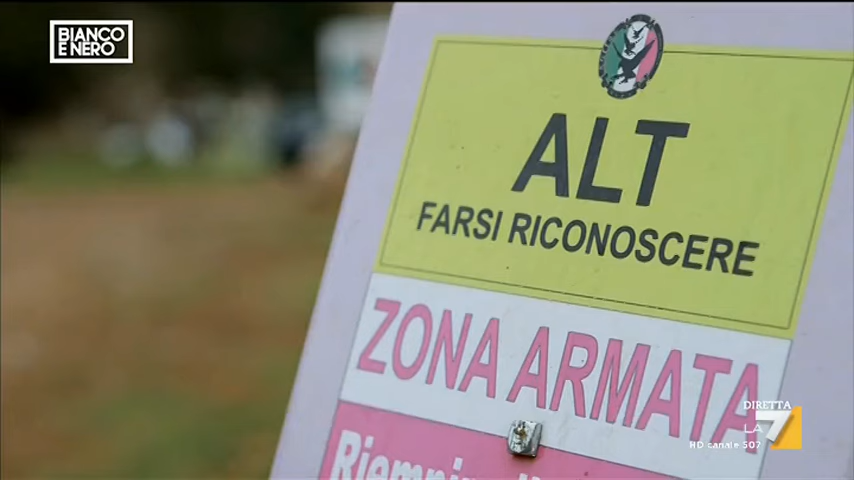 BIANCO
E NERO
ALT
FARSI RICONOSCERE
ZONA ARMATA
DIRETTA
LA 7
HD canale 507